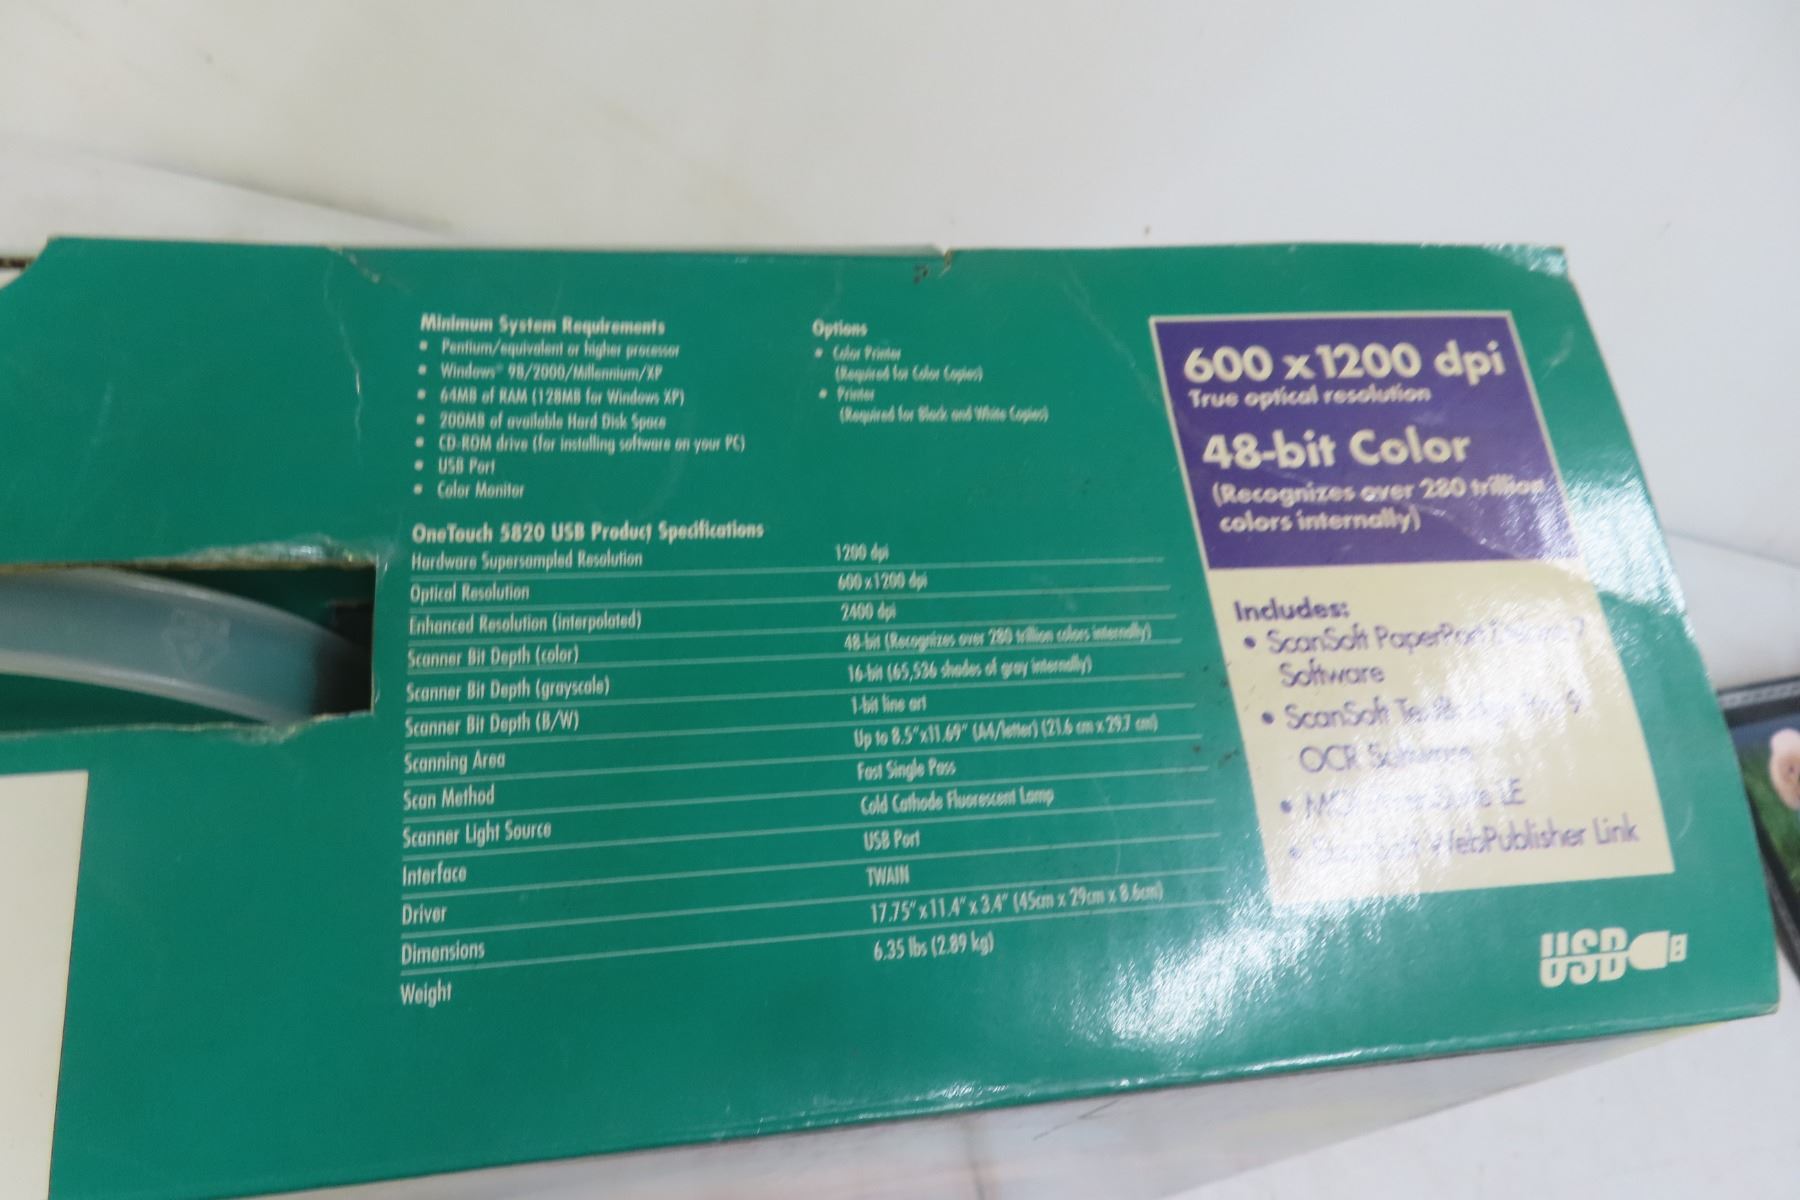 Minimum System Requirements
• Pentium/equivalent or higher processor
• Windows® 98/2000/Millennium/XP
• 64MB of RAM (128MB for Windows XP)
• 200MB of available Hard Disk Space
• CD-ROM drive (for installing software on your PC)
• USB Port
• Color Monitor
Options
• Color Printer
(Required for Color Copies)
• Printer
(Required for Black and White Copies)
OneTouch 5820 USB Product Specifications
Hardware Supersampled Resolution 1200 dpi
Optical Resolution 600 x 1200 dpi
Enhanced Resolution (interpolated) 2400 dpi
Scanner Bit Depth (color) 48-bit (Recognizes over 280 trillion colors internally)
Scanner Bit Depth (grayscale) 16-bit (65,536 shades of gray internally)
Scanner Bit Depth (B/W) 1-bit line art
Scanning Area Up to 8.5"x11.69" (A4/letter) (21.6 cm x 29.7 cm)
Scan Method Fast Single Pass
Scanner Light Source Cold Cathode Fluorescent Lamp
Interface USB Port
Driver TWAIN
Dimensions 17.75" x 11.4" x 3.4" (45cm x 29cm x 8.6cm)
Weight 6.35 lbs (2.89 kg)
600 x 1200 dpi
True optical resolution
48-bit Color
(Recognizes over 280 trillion
colors internally)
Includes:
• ScanSoft PaperPort
Software
• ScanSoft 9
OCR Software
• LE
• ScanSoft WebPublisher Link
USB